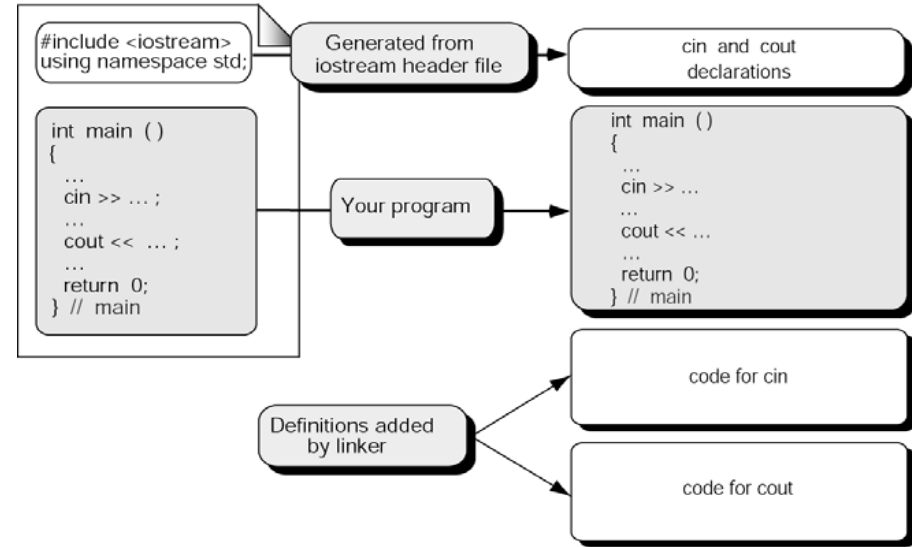 #include <iostream>
using namespace std;
Generated from
iostream header file
cin and cout
declarations
int main ( )
{
...
cin >> ... ;
...
cout << ... ;
...
return 0;
} // main
Your program
int main ( )
{
...
cin >> ...
...
cout << ...
...
return 0;
} // main
Definitions added
by linker
code for cin
code for cout